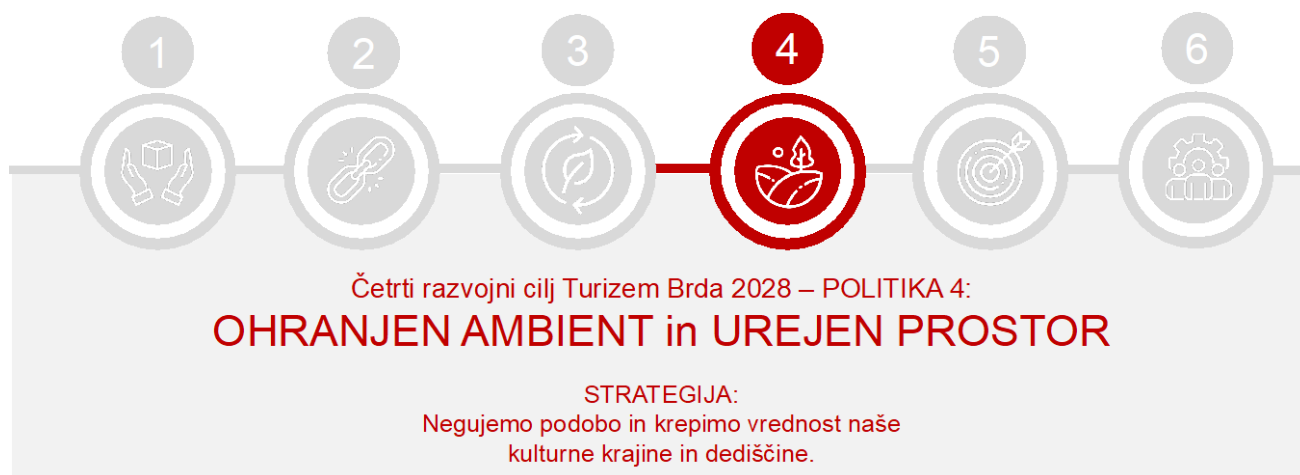 1 2 3 4 5 6
Četrti razvojni cilj Turizem Brda 2028 – POLITIKA 4:
OHRANJEN AMBIENT in UREJEN PROSTOR
STRATEGIJA:
Negujemo podobo in krepimo vrednost naše
kulturne krajine in dediščine.